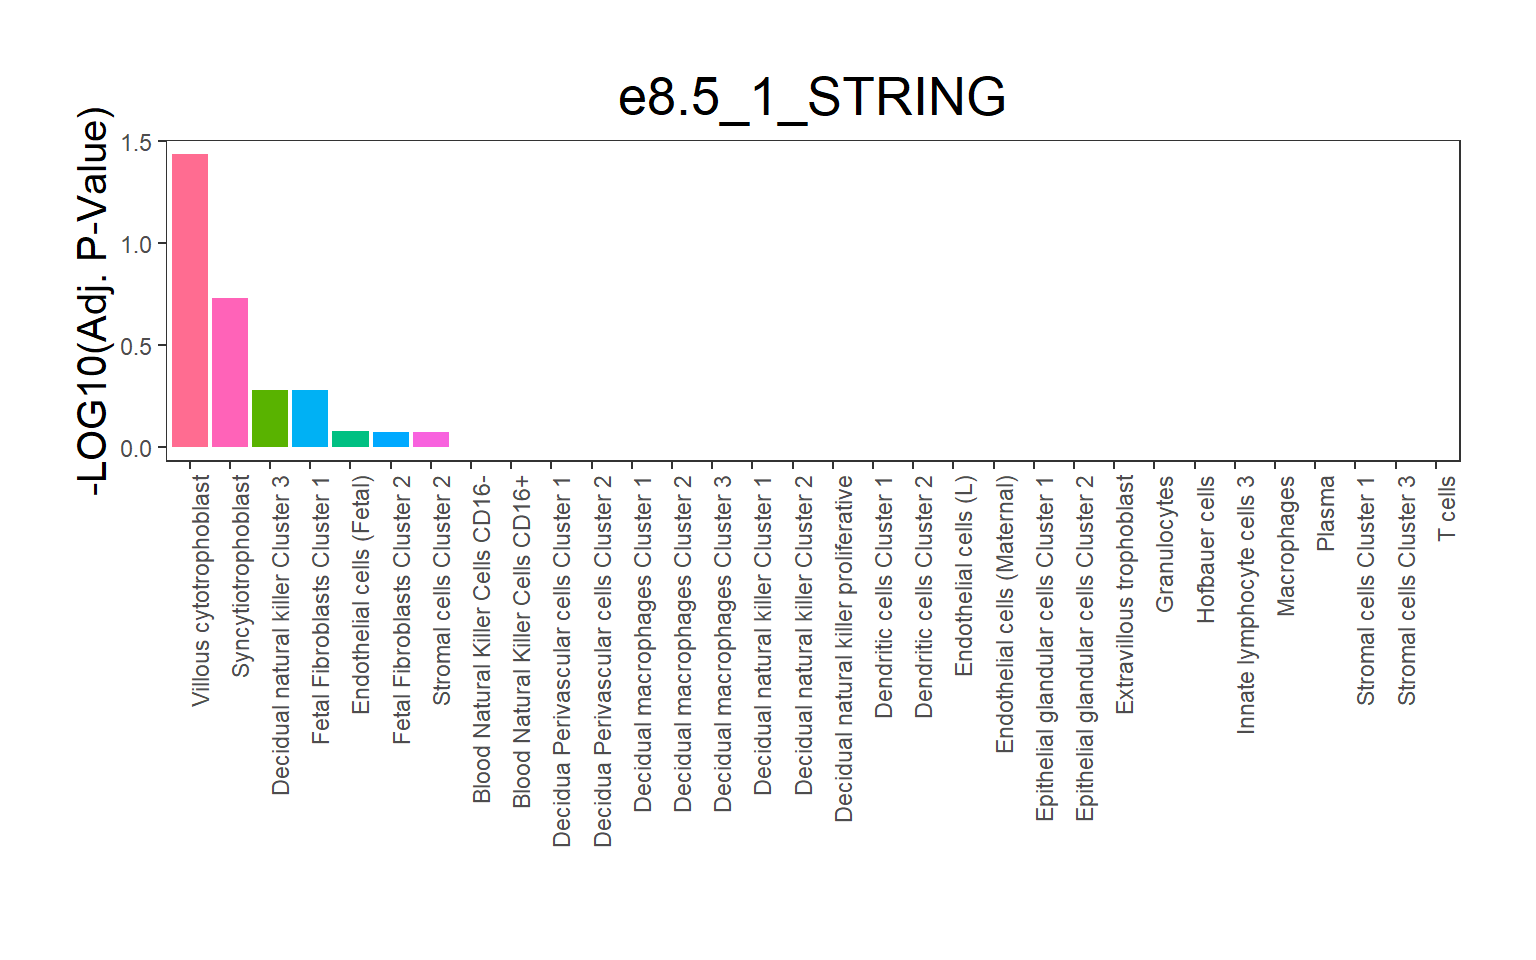 e8.5_1_STRING
-LOG10(Adj. P-Value)
1.5
1.0
0.5
0.0
Villous cytotrophoblast
Syncytiotrophoblast
Decidual natural killer Cluster 3
Fetal Fibroblasts Cluster 1
Endothelial cells (Fetal)
Fetal Fibroblasts Cluster 2
Stromal cells Cluster 2
Blood Natural Killer Cells CD16-
Blood Natural Killer Cells CD16+
Decidua Perivascular cells Cluster 1
Decidua Perivascular cells Cluster 2
Decidual macrophages Cluster 1
Decidual macrophages Cluster 2
Decidual macrophages Cluster 3
Decidual natural killer Cluster 1
Decidual natural killer Cluster 2
Decidual natural killer proliferative
Dendritic cells Cluster 1
Dendritic cells Cluster 2
Endothelial cells (L)
Endothelial cells (Maternal)
Epithelial glandular cells Cluster 1
Epithelial glandular cells Cluster 2
Extravillous trophoblast
Granulocytes
Hofbauer cells
Innate lymphocyte cells 3
Macrophages
Plasma
Stromal cells Cluster 1
Stromal cells Cluster 3
T cells